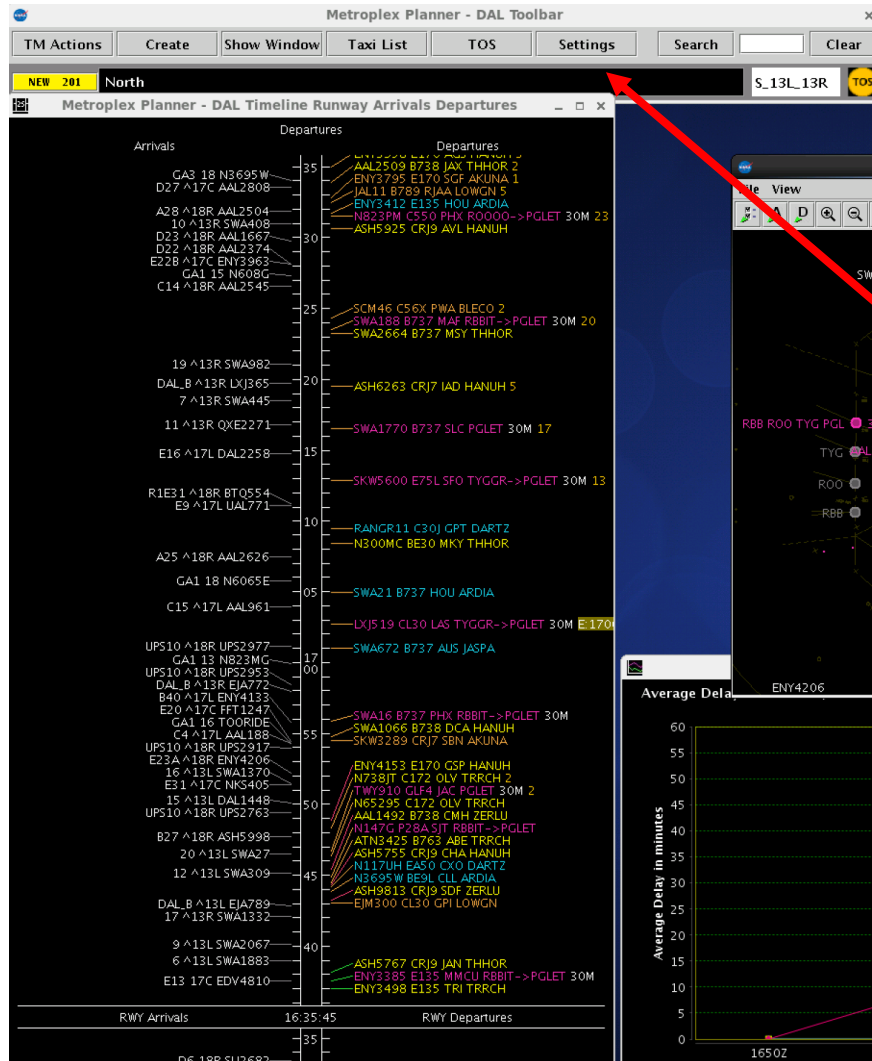 Metroplex Planner - DAL Toolbar
TM Actions Create Show Window Taxi List TOS Settings Search Clear
NEW 201 North S_13L_13R TOS
Metroplex Planner - DAL Timeline Runway Arrivals Departures
Departures
Arrivals Departures
35
AAL2509 B738 JAX THHOR 2
GA3 18 N3695W
ENY3795 E170 SGF AKUNA 1
D27 ^17C AAL2808
JAL11 B789 RJAA LOWGN 5
ENY3412 E135 HOU ARDIA
A28 ^18R AAL2504
N823PM C550 PHX ROOOO->PGLET 30M 23
10 ^13R SWA408
ASH5925 CRJ9 AVL HANUH
D23 ^18R AAL1667
30
D22 ^18R AAL2374
E22B ^17C ENY3963
GA1 15 N608G
C14 ^18R AAL2545
25
SCM46 C56X PWA BLECO 2
SWA188 B737 MAF RBBIT->PGLET 30M 20
SWA2664 B737 MSY THHOR
19 ^13R SWA982
20
DAL_B ^13R LXJ365
ASH6263 CRJ7 IAD HANUH 5
7 ^13R SWA445
11 ^13R QXE2271
SWA1770 B737 SLC PGLET 30M 17
15
E16 ^17L DAL2258
SKW5600 E75L SFO TYGGR->PGLET 30M 13
R1E31 ^18R BTQ554
E9 ^17L UAL771
10
RANGR11 C30J GPT DARTZ
N300MC BE30 MKY THHOR
A25 ^18R AAL2626
GA1 18 N6065E
05
SWA21 B737 HOU ARDIA
C15 ^17L AAL961
LXJ519 CL30 LAS TYGGR->PGLET 30M E:170
UPS10 ^18R UPS2977
SWA672 B737 AUS JASPA
GA1 13 N823MG
17
00
UPS10 ^18R UPS2953
DAL_B ^13R EJA772
B40 ^17L ENY4133
E20 ^17C FFT1247
SWA16 B737 PHX RBBIT->PGLET 30M
GA1 16 TOORIDE
SWA1066 B738 DCA HANUH
C4 ^17L AAL188
55
SKW3289 CRJ7 SBN AKUNA
UPS10 ^18R UPS2917
E23A ^18R ENY4206
16 ^13L SWA1370
ENY4153 E170 GSP HANUH
E31 ^17C NKS405
N738JT C172 OLV TRRCH 2
TWY910 GLF4 JAC PGLET 30M 2
15 ^13L DAL1448
50
N65295 C172 OLV TRRCH
UPS10 ^18R UPS2763
AAL1492 B738 CMH ZERLU
N147G P28A SJT RBBIT->PGLET
B27 ^18R ASH5998
ATN3425 B763 ABE TRRCH
20 ^13L SWA27
ASH5755 CRJ9 CHA HANUH
N117UH EA50 CXO DARTZ
12 ^13L SWA309
45
N3695W BE9L CLL ARDIA
ASH9813 CRJ9 SDF ZERLU
DAL_B ^13L EJA789
EJM300 CL30 GPI LOWGN
17 ^13R SWA1332
9 ^13L SWA2067
40
6 ^13L SWA1883
ASH5767 CRJ9 JAN THHOR
E13 17C EDV4810
ENY3385 E135 MMCU RBBIT->PGLET 30M
ENY3498 E135 TRI TRRCH
RWY Arrivals 16:35:45 RWY Departures
35
View
A D
RBB ROO TYG PGL
TYG
ROO
RBB
ENY4206
Average Dela
Average Delay in minutes
60
55
50
45
40
35
30
25
20
15
10
5
0
1650Z